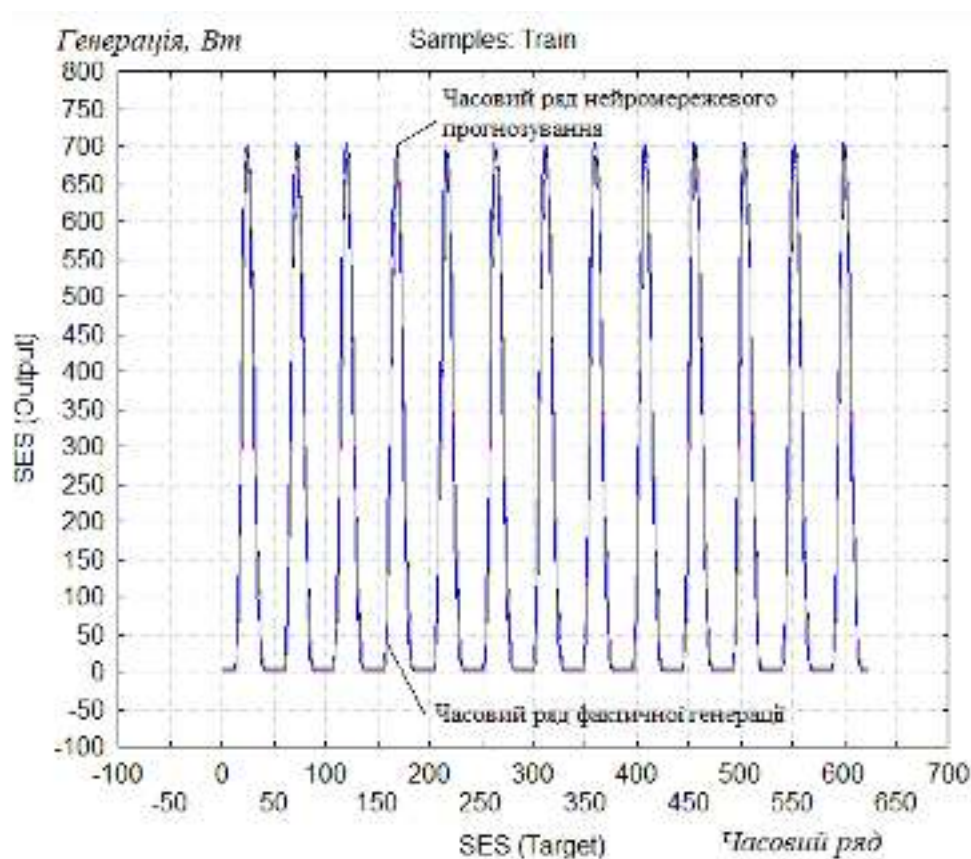 Генерація, Вт
Samples: Train
800
750
700
650
600
550
500
450
400
350
300
250
200
150
100
50
0
-50
-100
Часовий ряд нейромережевого
прогнозування
Часовий ряд фактичної генерації
SES (Output)
-100 0 100 200 300 400 500 600 700
-50 50 150 250 350 450 550 650
SES (Target)
Часовий ряд